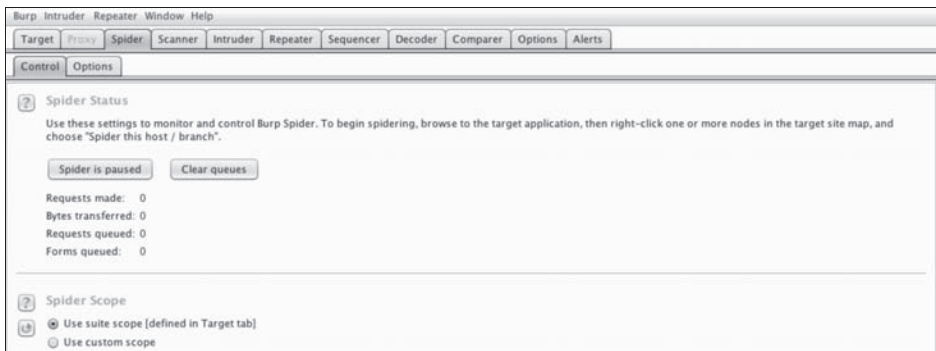 Burp Intruder Repeater Window Help
Target Proxy Spider Scanner Intruder Repeater Sequencer Decoder Comparer Options Alerts
Control Options
? Spider Status
Use these settings to monitor and control Burp Spider. To begin spidering, browse to the target application, then right-click one or more nodes in the target site map, and
choose "Spider this host / branch".
Spider is paused Clear queues
Requests made: 0
Bytes transferred: 0
Requests queued: 0
Forms queued: 0
? Spider Scope
Use suite scope [defined in Target tab]
Use custom scope